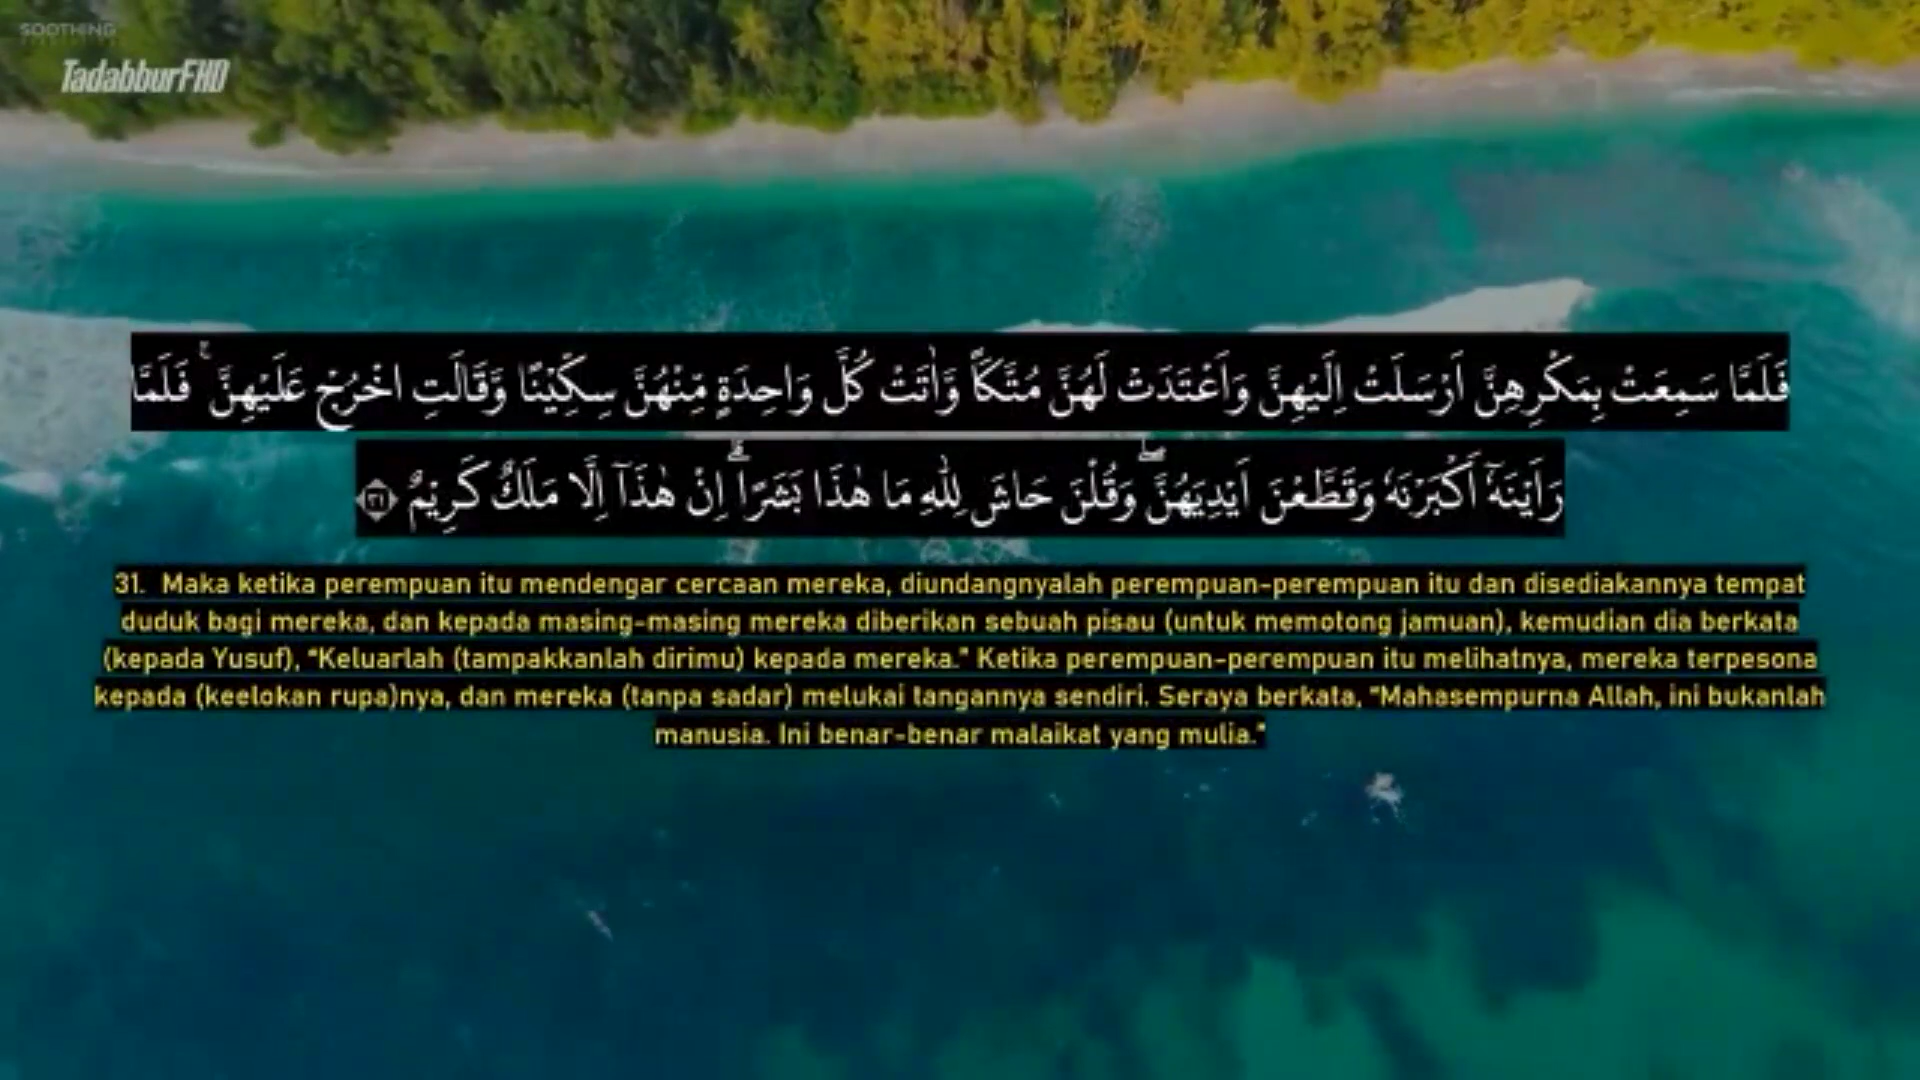 SOOTHING
TadabburFHD
فَلَمَّا سَمِعَتْ بِمَكْرِهِنَّ اَرْسَلَتْ اِلَيْهِنَّ وَاَعْتَدَتْ لَهُنَّ مُتَّكَاً وَّاٰتَتْ كُلَّ وَاحِدَةٍ مِّنْهُنَّ سِكِّيْنًا وَّقَالَتِ اخْرُجْ عَلَيْهِنَّ ۚ فَلَمَّا
رَاَيْنَهٗٓ اَكْبَرْنَهٗ وَقَطَّعْنَ اَيْدِيَهُنَّ ۖ وَقُلْنَ حَاشَ لِلّٰهِ مَا هٰذَا بَشَرًاۗ اِنْ هٰذَآ اِلَّا مَلَكٌ كَرِيْمٌ ٣١
31. Maka ketika perempuan itu mendengar cercaan mereka, diundangnyalah perempuan-perempuan itu dan disediakannya tempat
duduk bagi mereka, dan kepada masing-masing mereka diberikan sebuah pisau (untuk memotong jamuan), kemudian dia berkata
(kepada Yusuf), "Keluarlah (tampakkanlah dirimu) kepada mereka." Ketika perempuan-perempuan itu melihatnya, mereka terpesona
kepada (keelokan rupa)nya, dan mereka (tanpa sadar) melukai tangannya sendiri. Seraya berkata, "Mahasempurna Allah, ini bukanlah
manusia. Ini benar-benar malaikat yang mulia."